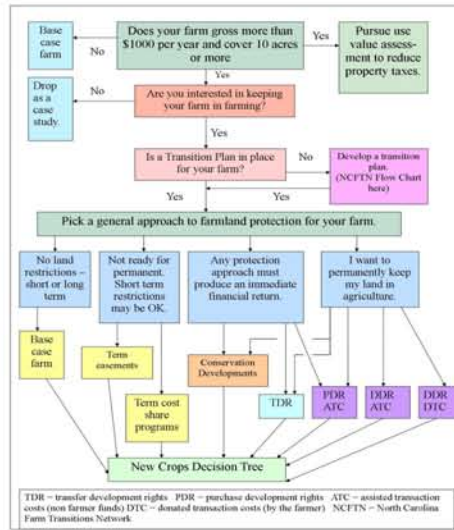 Base
case
farm
No
Does your farm gross more than
$1000 per year and cover 10 acres
or more
Yes
Pursue use
value assess-
ment to reduce
property taxes.
Yes
Drop as
a case
study.
No
Are you interested in keeping
your farm in farming?
Yes
Is a Transition Plan in place
for your farm?
No
Develop a transition
plan.
(NCFTN Flow Chart
here)
Yes
Yes
Pick a general approach to farmland protection for your farm.
No land
restrictions –
short or long
term
Not ready for
permanent.
Short term
restrictions
may be OK.
Any protection
approach must
produce an immediate
financial return.
I want to
permanently keep
my land in
agriculture.
Base
case
farm
Term
easements
Term cost
share
programs
Conservation
Developments
TDR
PDR
ATC
DDR
ATC
DDR
DTC
New Crops Decision Tree
TDR – transfer development rights PDR – purchase development rights ATC – assisted transaction
costs (non farmer funds) DTC – donated transaction costs (by the farmer) NCFTN – North Carolina
Farm Transitions Network